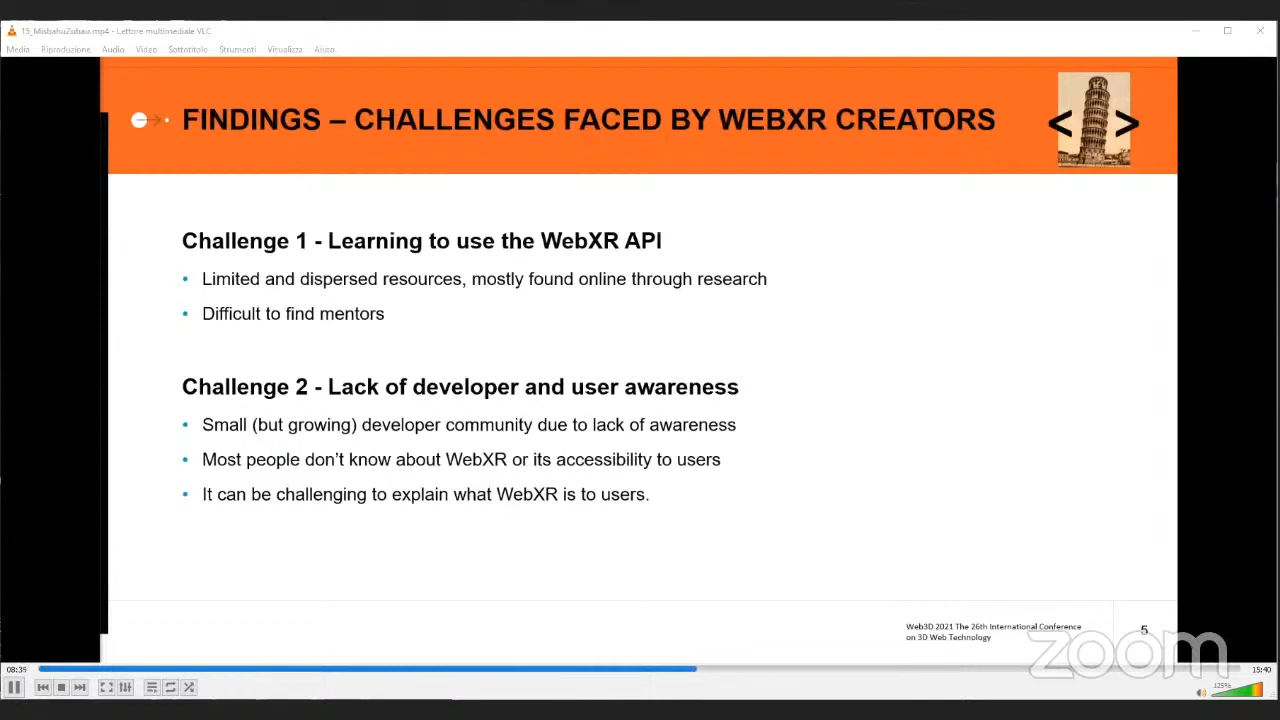 15_MisbahuZubair.mp4 - Lettore multimediale VLC
Media Riproduzione Audio Video Sottotitolo Strumenti Visualizza Aiuto
FINDINGS – CHALLENGES FACED BY WEBXR CREATORS
< >
Challenge 1 - Learning to use the WebXR API
• Limited and dispersed resources, mostly found online through research
• Difficult to find mentors
Challenge 2 - Lack of developer and user awareness
• Small (but growing) developer community due to lack of awareness
• Most people don’t know about WebXR or its accessibility to users
• It can be challenging to explain what WebXR is to users.
Web3D 2021 The 26th International Conference
on 3D Web Technology
5
zoom
08:39
15:40
125%